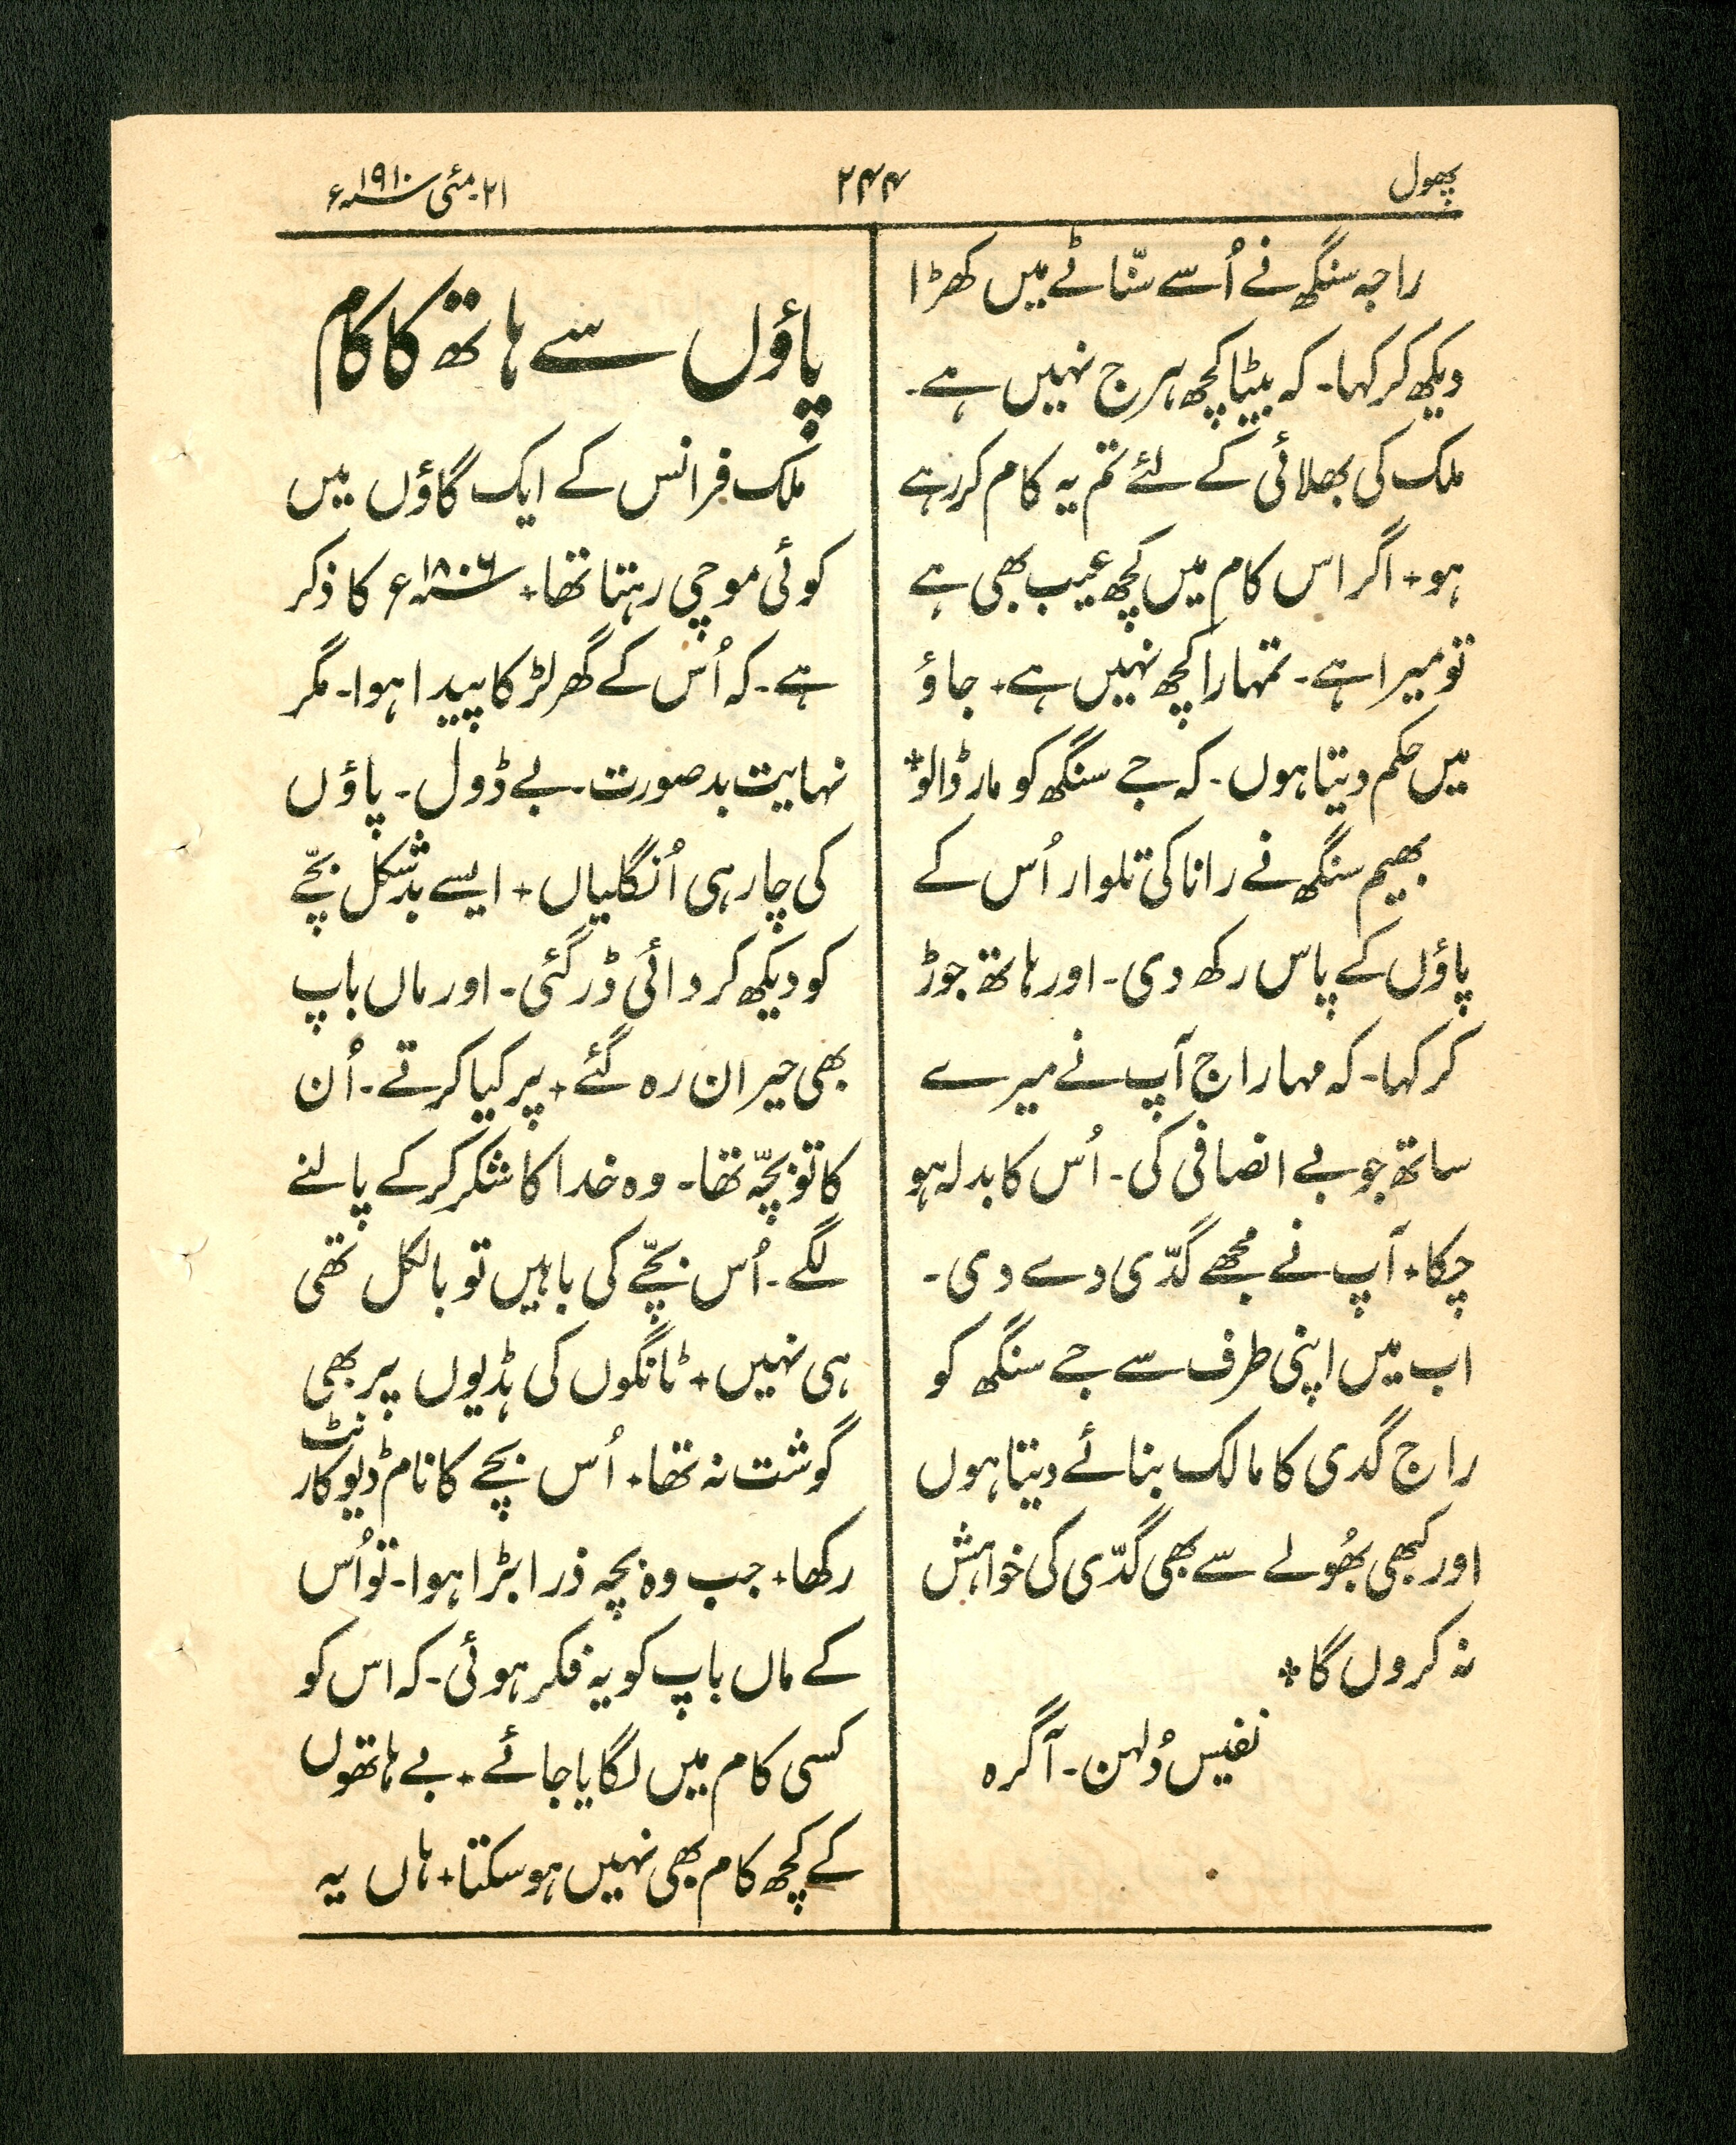 پھول
۲۴۴
۲۱۔مئی ۱۹۱۰ء
راجہ سنگھ نے اُسے سنّاٹے میں کھڑا
دیکھ کر کہا۔ کہ بیٹا کچھ ہرج نہیں ہے۔
ملک کی بھلائی کے لئے تم یہ کام کر رہے
ہو+ اگر اس کام میں کچھ عیب بھی ہے
تو میرا ہے۔ تمہارا کچھ نہیں ہے+ جاؤ
میں حکم دیتا ہوں۔ کہ جے سنگھ کو مار ڈالو+
بھیم سنگھ نے رانا کی تلوار اُس کے
پاؤں کے پاس رکھ دی۔ اور ہاتھ جوڑ
کر کہا۔ کہ مہاراج آپ نے میرے
ساتھ جو بے انصافی کی۔ اُس کا بدلہ ہو
چکا+ آپ نے مجھے گدّی دے دی۔
اب میں اپنی طرف سے جے سنگھ کو
راج گدی کا مالک بنائے دیتا ہوں
اور کبھی بھُولے سے بھی گدّی کی خواہش
نہ کروں گا+
نفیس دُلہن۔ آگرہ
پاؤں سے ہاتھ کا کام
ملک فرانس کے ایک گاؤں میں
کوئی موچی رہتا تھا+ ۱۸۰۶ء کا ذکر
ہے۔ کہ اُس کے گھر لڑکا پیدا ہوا۔ مگر
نہایت بدصورت۔ بے ڈول۔ پاؤں
کی چار ہی اُنگلیاں+ ایسے بدشکل بچّے
کو دیکھ کر دائی ڈر گئی۔ اور ماں باپ
بھی حیران رہ گئے+ پر کیا کرتے۔ اُن
کا تو بچّہ تھا۔ وہ خدا کا شکر کرکے پالنے
لگے۔ اُس بچّے کی باہیں تو بالکل تھی
ہی نہیں+ ٹانگوں کی ہڈیوں پر بھی
گوشت نہ تھا+ اُس بچے کا نام ڈیوکارنٹ
رکھا+ جب وہ بچہ ذرا بڑا ہوا۔ تو اُس
کے ماں باپ کو یہ فکر ہوئی۔ کہ اس کو
کسی کام میں لگایا جائے+ بے ہاتھوں
کے کچھ کام بھی نہیں ہو سکتا+ ہاں یہ